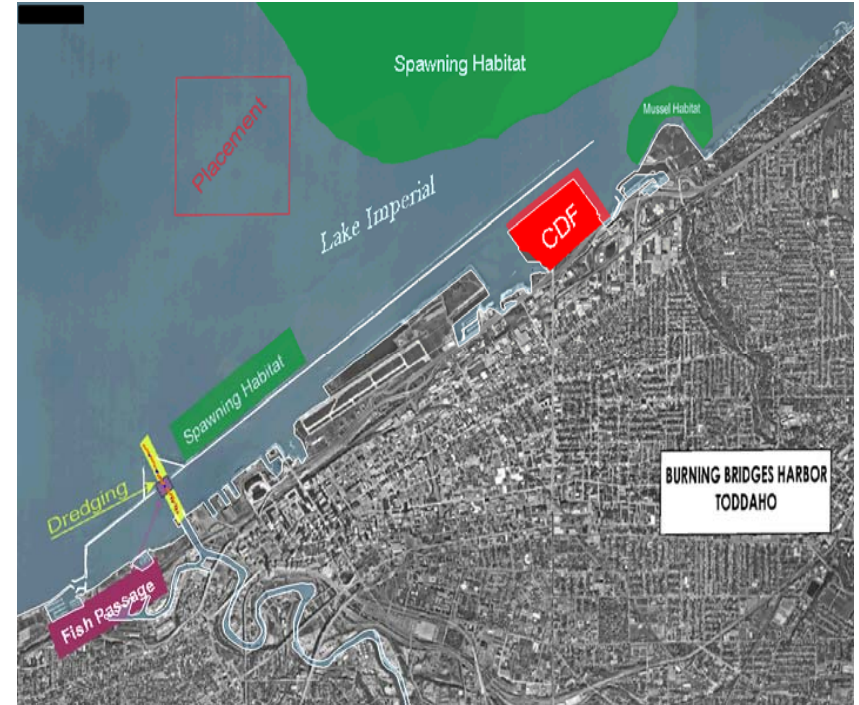 Spawning Habitat
Mussel Habitat
Placement
Lake Imperial
CDF
Spawning Habitat
Dredging
Fish Passage
BURNING BRIDGES HARBOR
TODDAHO